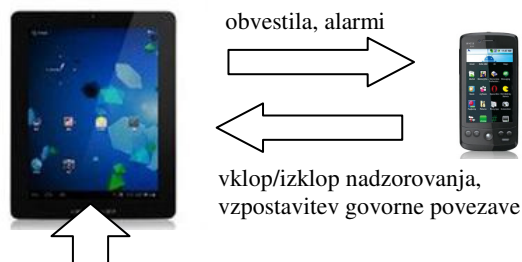 obvestila, alarmi
vklop/izklop nadzorovanja,
vzpostavitev govorne povezave